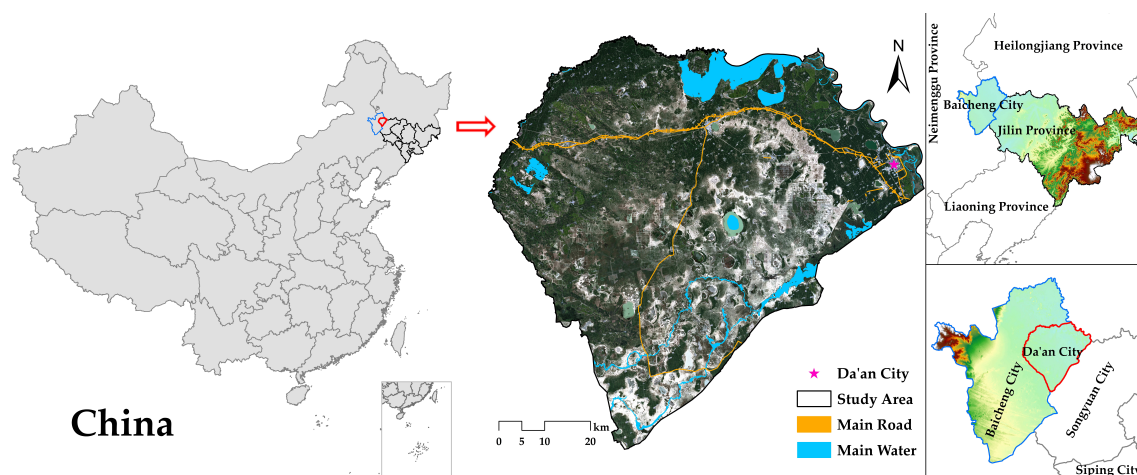 China
N
Da'an City
Study Area
Main Road
Main Water
km
0 5 10 20
Neimenggu Province
Heilongjiang Province
Baicheng City
Jilin Province
Liaoning Province
Da'an City
Baicheng City
Songyuan City
Siping City